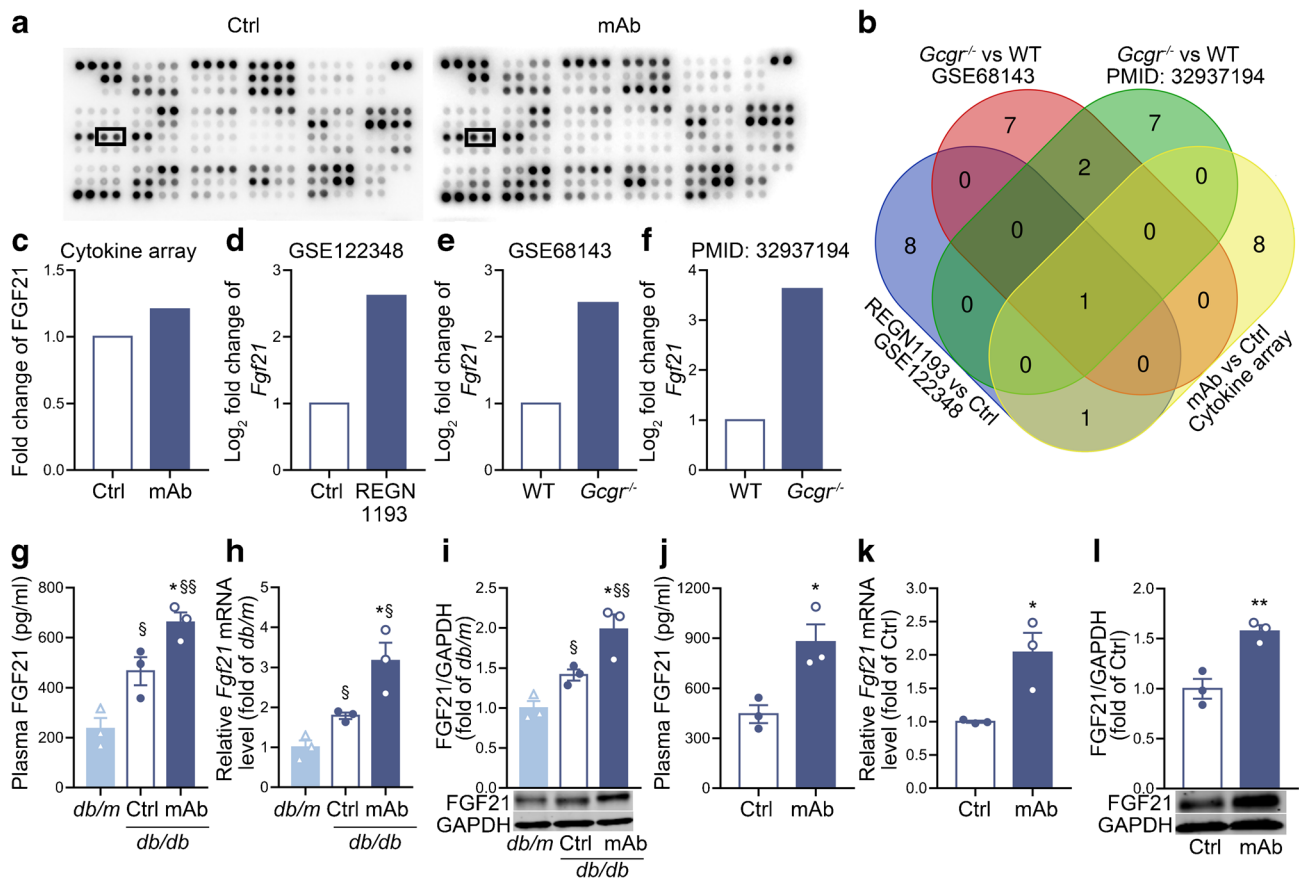 a
Ctrl
mAb
b
Gcgr-/- vs WT
GSE68143
Gcgr-/- vs WT
PMID: 32937194
7
7
0
2
0
8
0
0
8
0
1
0
0
0
1
REGN1193 vs Ctrl
GSE122348
mAb vs Ctrl
Cytokine array
c
Cytokine array
Fold change of FGF21
1.5
1.0
0.5
0.0
Ctrl
mAb
d
GSE122348
Log2 fold change of
Fgf21
3
2
1
0
Ctrl
REGN
1193
e
GSE68143
Log2 fold change of
Fgf21
3
2
1
0
WT
Gcgr-/-
f
PMID: 32937194
Log2 fold change of
Fgf21
4
3
2
1
0
WT
Gcgr-/-
g
Plasma FGF21 (pg/ml)
800
600
400
200
0
§
*§§
db/m
Ctrl
mAb
db/db
h
Relative Fgf21 mRNA
level (fold of db/m)
5
4
3
2
1
0
§
*§
db/m
Ctrl
mAb
db/db
i
FGF21/GAPDH
(fold of db/m)
2.5
2.0
1.5
1.0
0.5
0.0
§
*§§
FGF21
GAPDH
db/m
Ctrl
mAb
db/db
j
Plasma FGF21 (pg/ml)
1200
900
600
300
0
*
Ctrl
mAb
k
Relative Fgf21 mRNA
level (fold of Ctrl)
3.0
2.5
2.0
1.5
1.0
0.5
0.0
*
Ctrl
mAb
l
FGF21/GAPDH
(fold of Ctrl)
2.0
1.5
1.0
0.5
0.0
**
FGF21
GAPDH
Ctrl
mAb